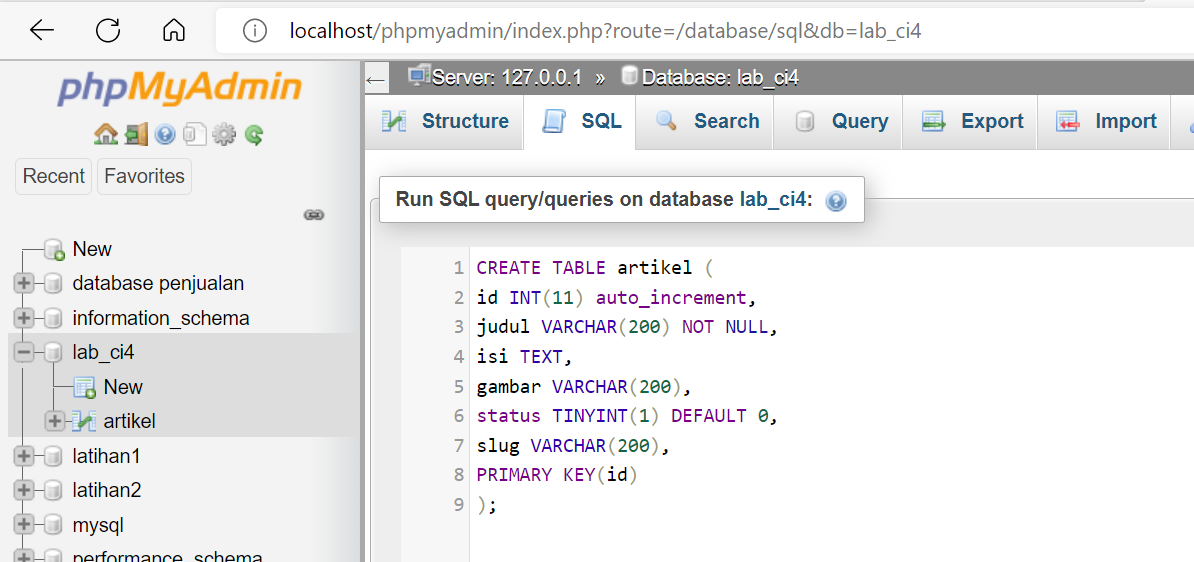 localhost/phpmyadmin/index.php?route=/database/sql&db=lab_ci4
phpMyAdmin
Recent Favorites
New
database penjualan
information_schema
lab_ci4
New
artikel
latihan1
latihan2
mysql
performance_schema
Server: 127.0.0.1 » Database: lab_ci4
Structure SQL Search Query Export Import
Run SQL query/queries on database lab_ci4:
1 CREATE TABLE artikel (
2 id INT(11) auto_increment,
3 judul VARCHAR(200) NOT NULL,
4 isi TEXT,
5 gambar VARCHAR(200),
6 status TINYINT(1) DEFAULT 0,
7 slug VARCHAR(200),
8 PRIMARY KEY(id)
9 );